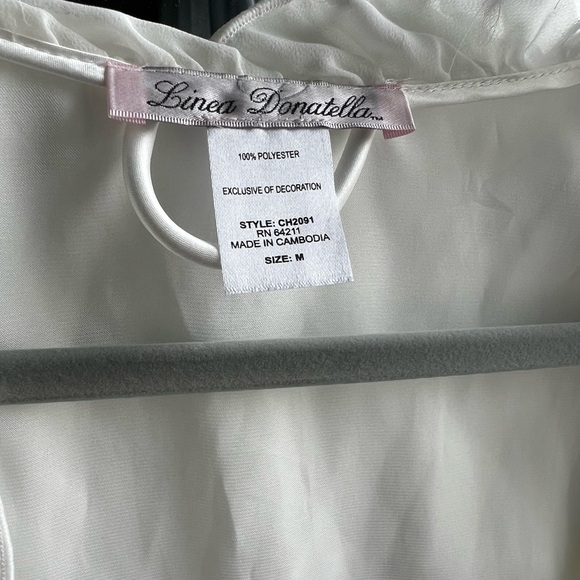 Linea Donatella
100% POLYESTER
EXCLUSIVE OF DECORATION
STYLE: CH2091
RN 64211
MADE IN CAMBODIA
SIZE: M